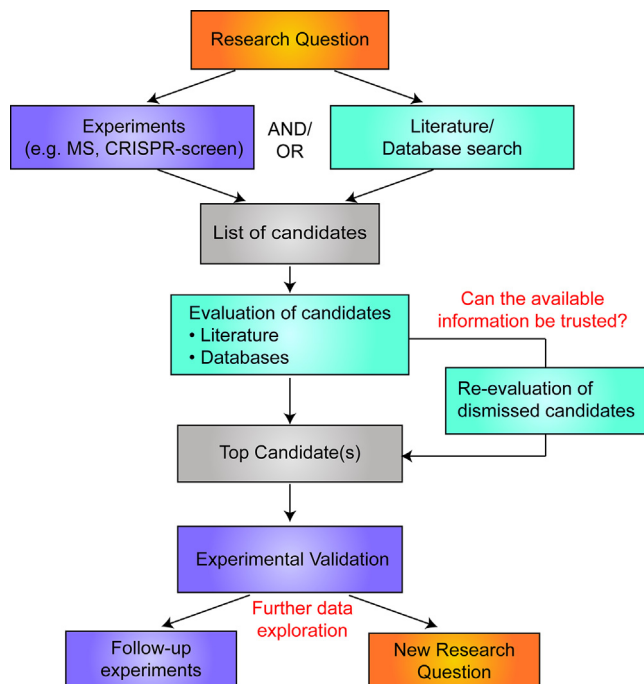 Research Question
Experiments
(e.g. MS, CRISPR-screen)
AND/
OR
Literature/
Database search
List of candidates
Evaluation of candidates
• Literature
• Databases
Can the available
information be trusted?
Re-evaluation of
dismissed candidates
Top Candidate(s)
Experimental Validation
Further data
exploration
Follow-up
experiments
New Research
Question